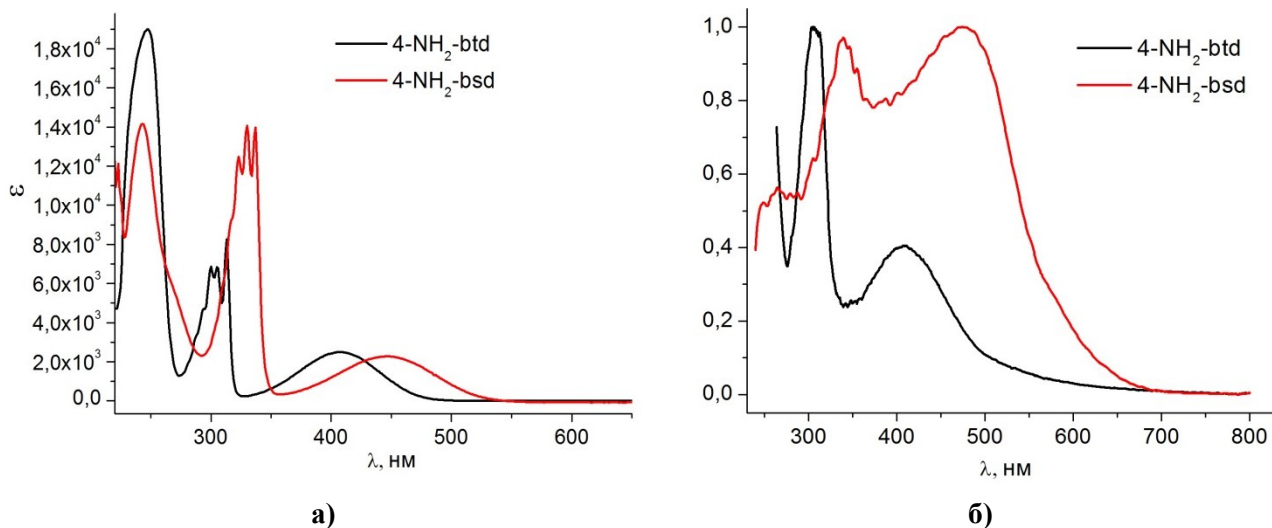 1,8x10⁴
1,6x10⁴
1,4x10⁴
1,2x10⁴
1,0x10⁴
8,0x10³
6,0x10³
4,0x10³
2,0x10³
0,0
ε
4-NH₂-btd
4-NH₂-bsd
300 400 500 600
λ, нм
а)
1,0
0,8
0,6
0,4
0,2
0,0
4-NH₂-btd
4-NH₂-bsd
300 400 500 600 700 800
λ, нм
б)